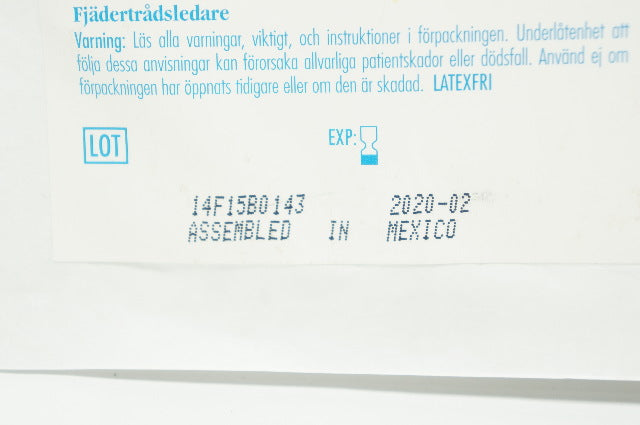 Fjädertrådsledare
Varning: Läs alla varningar, viktigt, och instruktioner i förpackningen. Underlåtenhet att
följa dessa anvisningar kan förorsaka allvarliga patientskador eller dödsfall. Använd ej om
förpackningen har öppnats tidigare eller om den är skadad. LATEXFRI
LOT EXP:
14F15B0143 2020-02
ASSEMBLED IN MEXICO